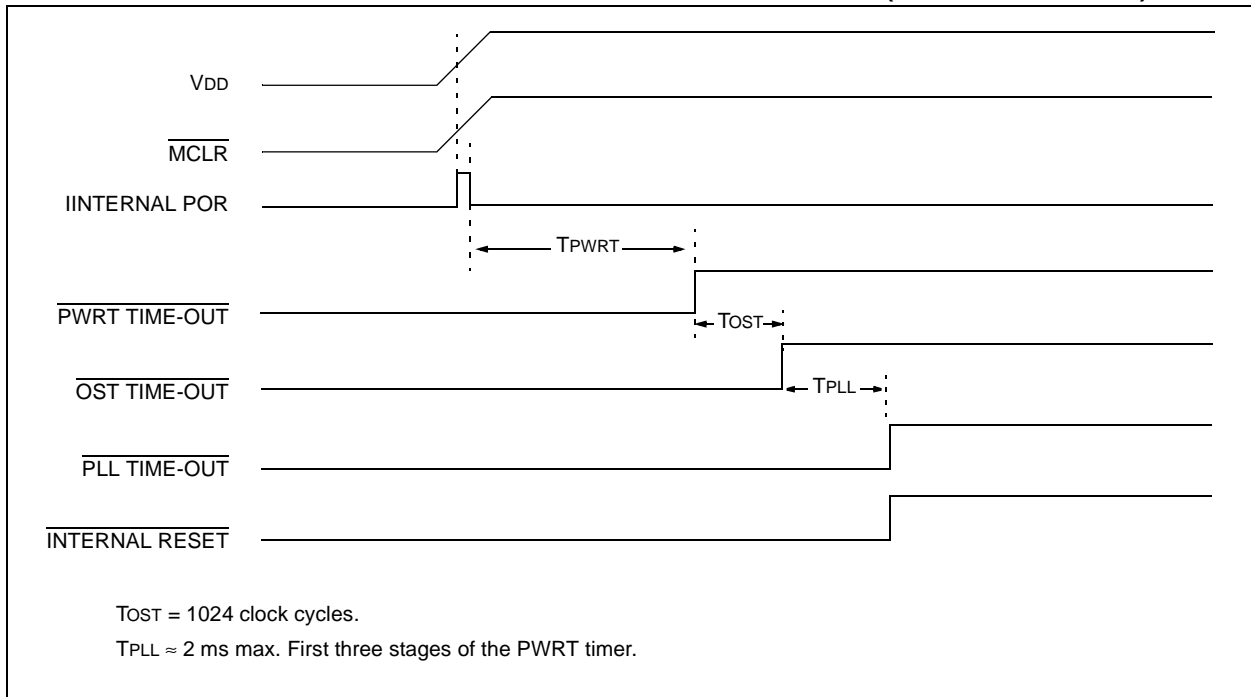 VDD
MCLR
IINTERNAL POR
TPWRT
PWRT TIME-OUT
TOST
OST TIME-OUT
TPLL
PLL TIME-OUT
INTERNAL RESET
TOST = 1024 clock cycles.
TPLL ≈ 2 ms max. First three stages of the PWRT timer.